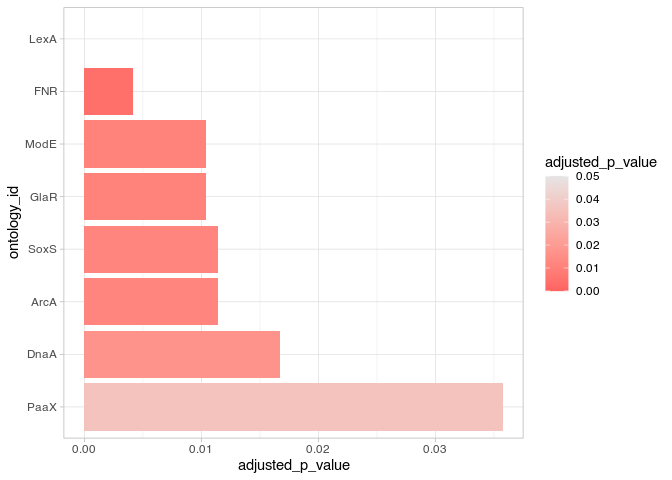 ontology_id
LexA
FNR
ModE
GlaR
SoxS
ArcA
DnaA
PaaX
0.00 0.01 0.02 0.03
adjusted_p_value
adjusted_p_value
0.05
0.04
0.03
0.02
0.01
0.00